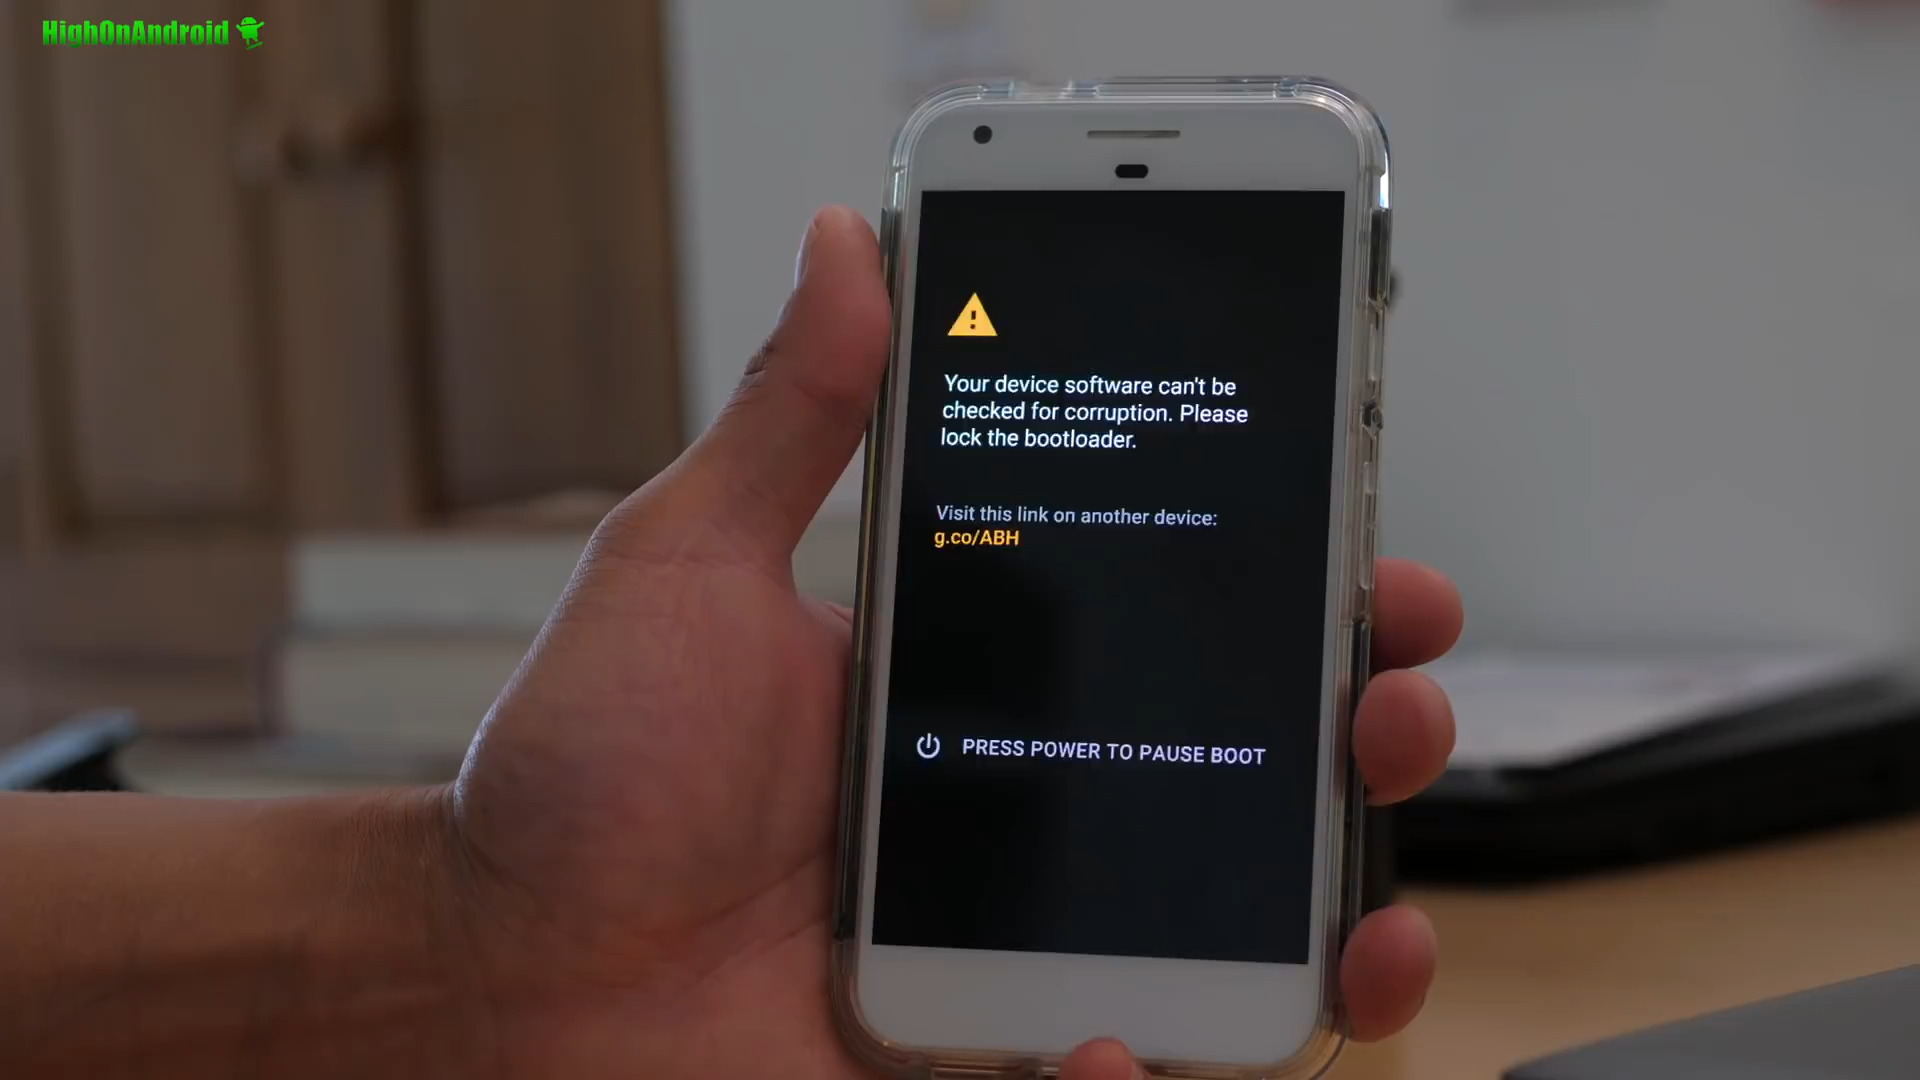 HighOnAndroid
Your device software can't be
checked for corruption. Please
lock the bootloader.
Visit this link on another device:
g.co/ABH
PRESS POWER TO PAUSE BOOT